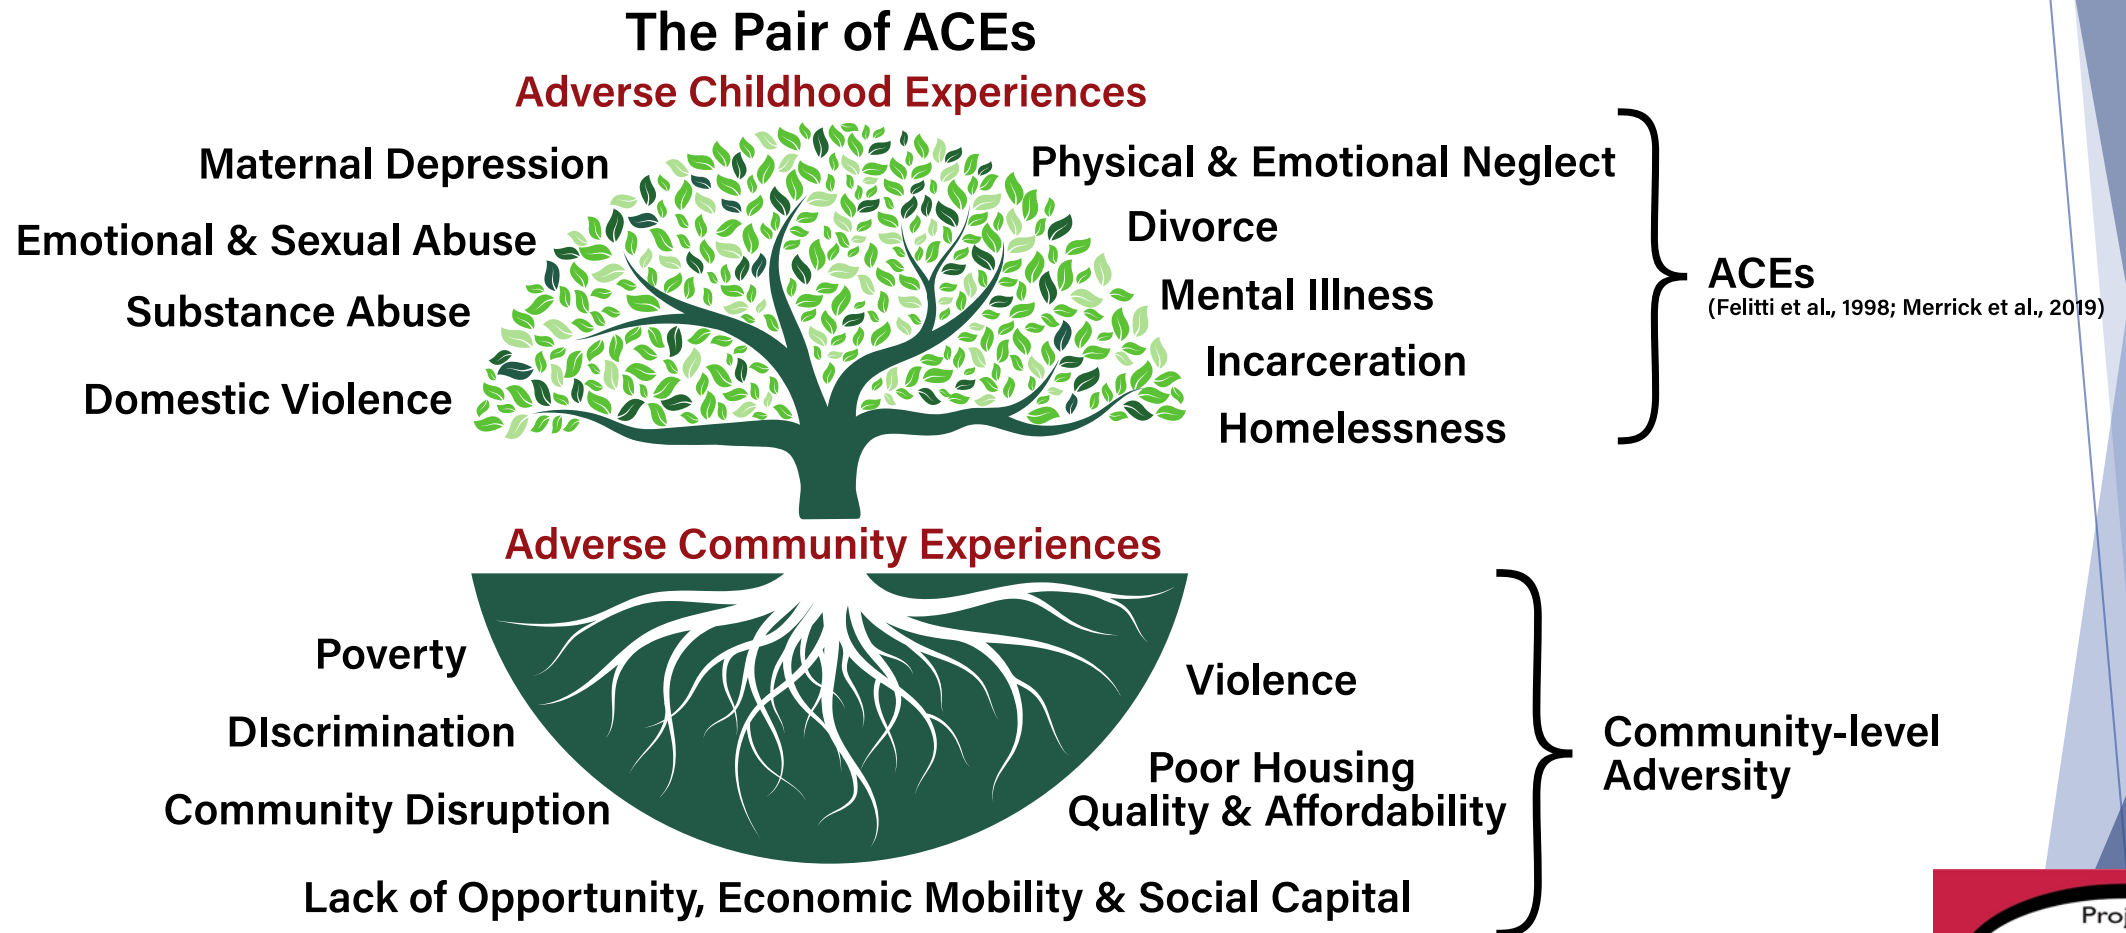 The Pair of ACEs
Adverse Childhood Experiences
Maternal Depression
Emotional & Sexual Abuse
Substance Abuse
Domestic Violence
Physical & Emotional Neglect
Divorce
Mental Illness
Incarceration
Homelessness
ACEs
(Felitti et al., 1998; Merrick et al., 2019)
Adverse Community Experiences
Poverty
DIscrimination
Community Disruption
Violence
Poor Housing
Quality & Affordability
Lack of Opportunity, Economic Mobility & Social Capital
Community-level
Adversity